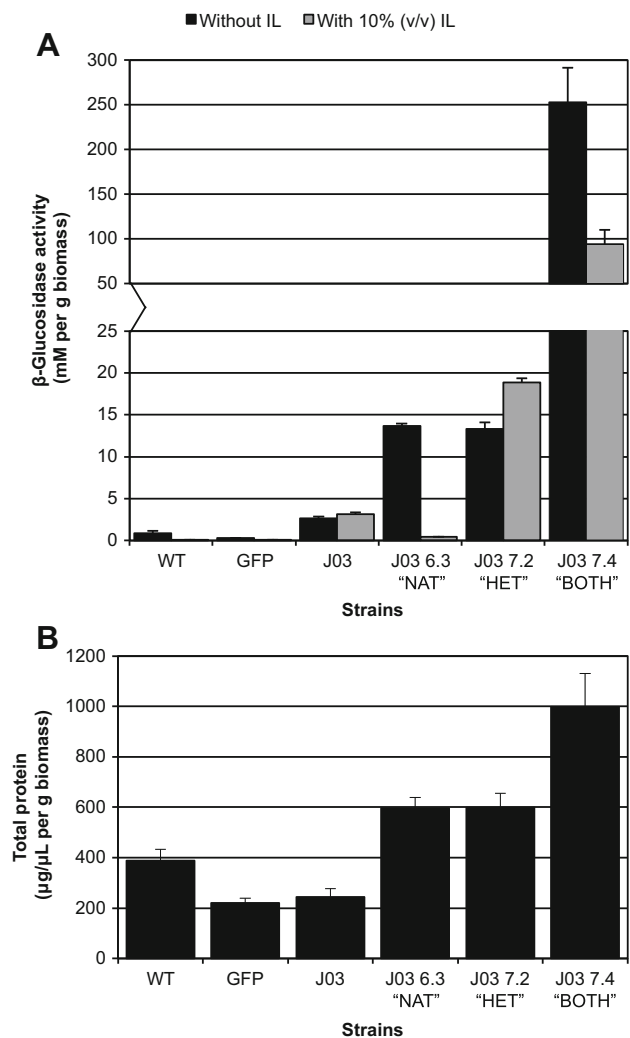 ■Without IL ■With 10% (v/v) IL
A
β-Glucosidase activity
(mM per g biomass)
300
250
200
150
100
50
25
20
15
10
5
0
WT GFP J03 J03 6.3 J03 7.2 J03 7.4
“NAT” “HET” “BOTH”
Strains
B
Total protein
(µg/µL per g biomass)
1200
1000
800
600
400
200
0
WT GFP J03 J03 6.3 J03 7.2 J03 7.4
“NAT” “HET” “BOTH”
Strains